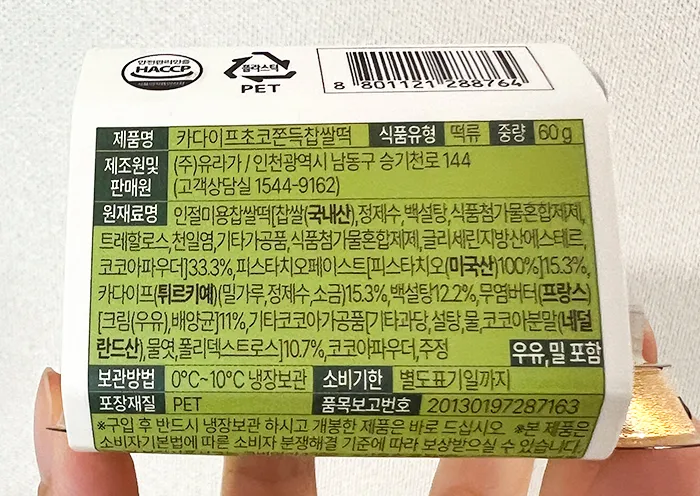 안전관리인증
HACCP
플라스틱
PET
8 801121 288764
제품명 카다이프초코쫀득찹쌀떡 식품유형 떡류 중량 60g
제조원및 판매원 (주)유라가 / 인천광역시 남동구 승기천로 144
(고객상담실 1544-9162)
원재료명 인절미용찹쌀떡[찹쌀(국내산),정제수,백설탕,식품첨가물혼합제제,
트레할로스,천일염,기타가공품,식품첨가물혼합제제,글리세린지방산에스테르,
코코아파우더]33.3%,피스타치오페이스트[피스타치오(미국산)100%]15.3%,
카다이프(튀르키예)(밀가루,정제수,소금)15.3%,백설탕12.2%,무염버터(프랑스)
[크림(우유),배양균]11%,기타코코아가공품[기타과당,설탕,물,코코아분말(네덜
란드산),물엿,폴리덱스트로스]10.7%,코코아파우더,주정 우유,밀 포함
보관방법 0℃~10℃ 냉장보관 소비기한 별도표기일까지
포장재질 PET 품목보고번호 20130197287163
※구입 후 반드시 냉장보관 하시고 개봉한 제품은 바로 드십시오 ※본 제품은
소비자기본법에 따른 소비자 분쟁해결 기준에 따라 보상받으실 수 있습니다.